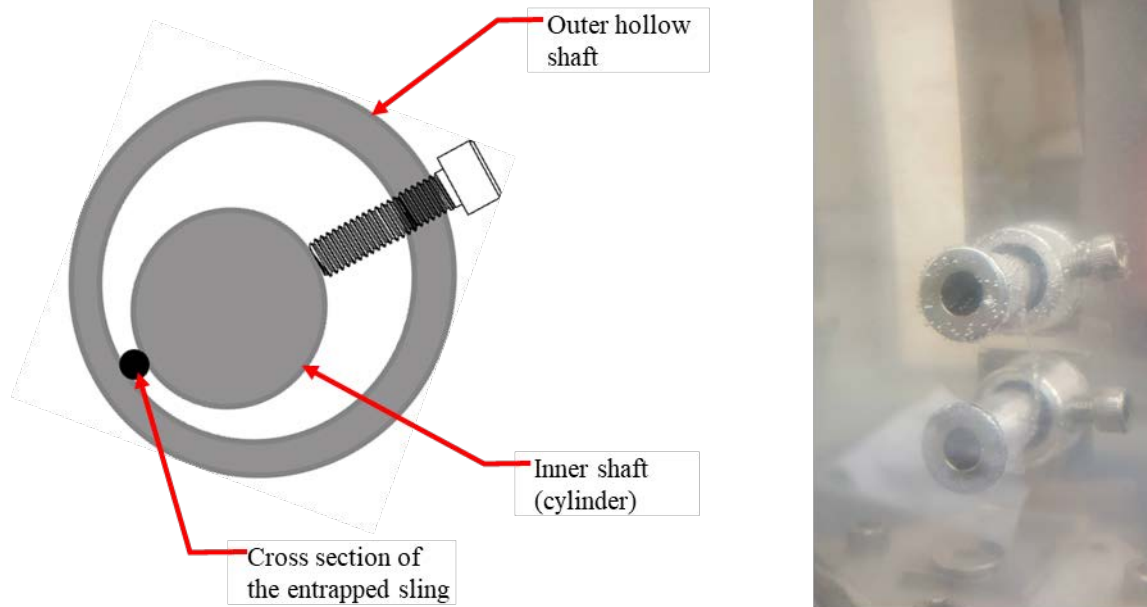 Outer hollow
shaft
Inner shaft
(cylinder)
Cross section of
the entrapped sling